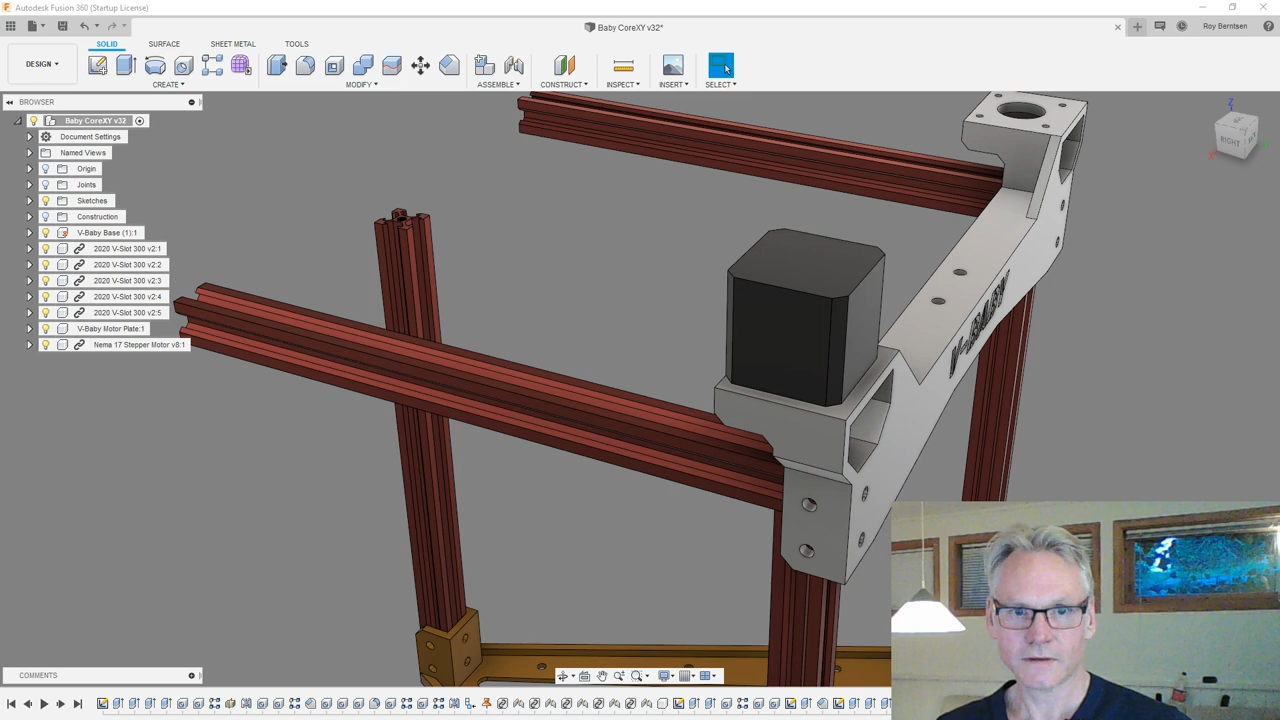 Autodesk Fusion 360 (Startup License)
Baby CoreXY v32*
Roy Berntsen
SOLID SURFACE SHEET METAL TOOLS
DESIGN
CREATE MODIFY ASSEMBLE CONSTRUCT INSPECT INSERT SELECT
BROWSER
Baby CoreXY v32
Document Settings
Named Views
Origin
Joints
Sketches
Construction
V-Baby Base (1):1
2020 V-Slot 300 v2:1
2020 V-Slot 300 v2:2
2020 V-Slot 300 v2:3
2020 V-Slot 300 v2:4
2020 V-Slot 300 v2:5
V-Baby Motor Plate:1
Nema 17 Stepper Motor v8:1
Z
RIGHT
X
V-BABY
COMMENTS